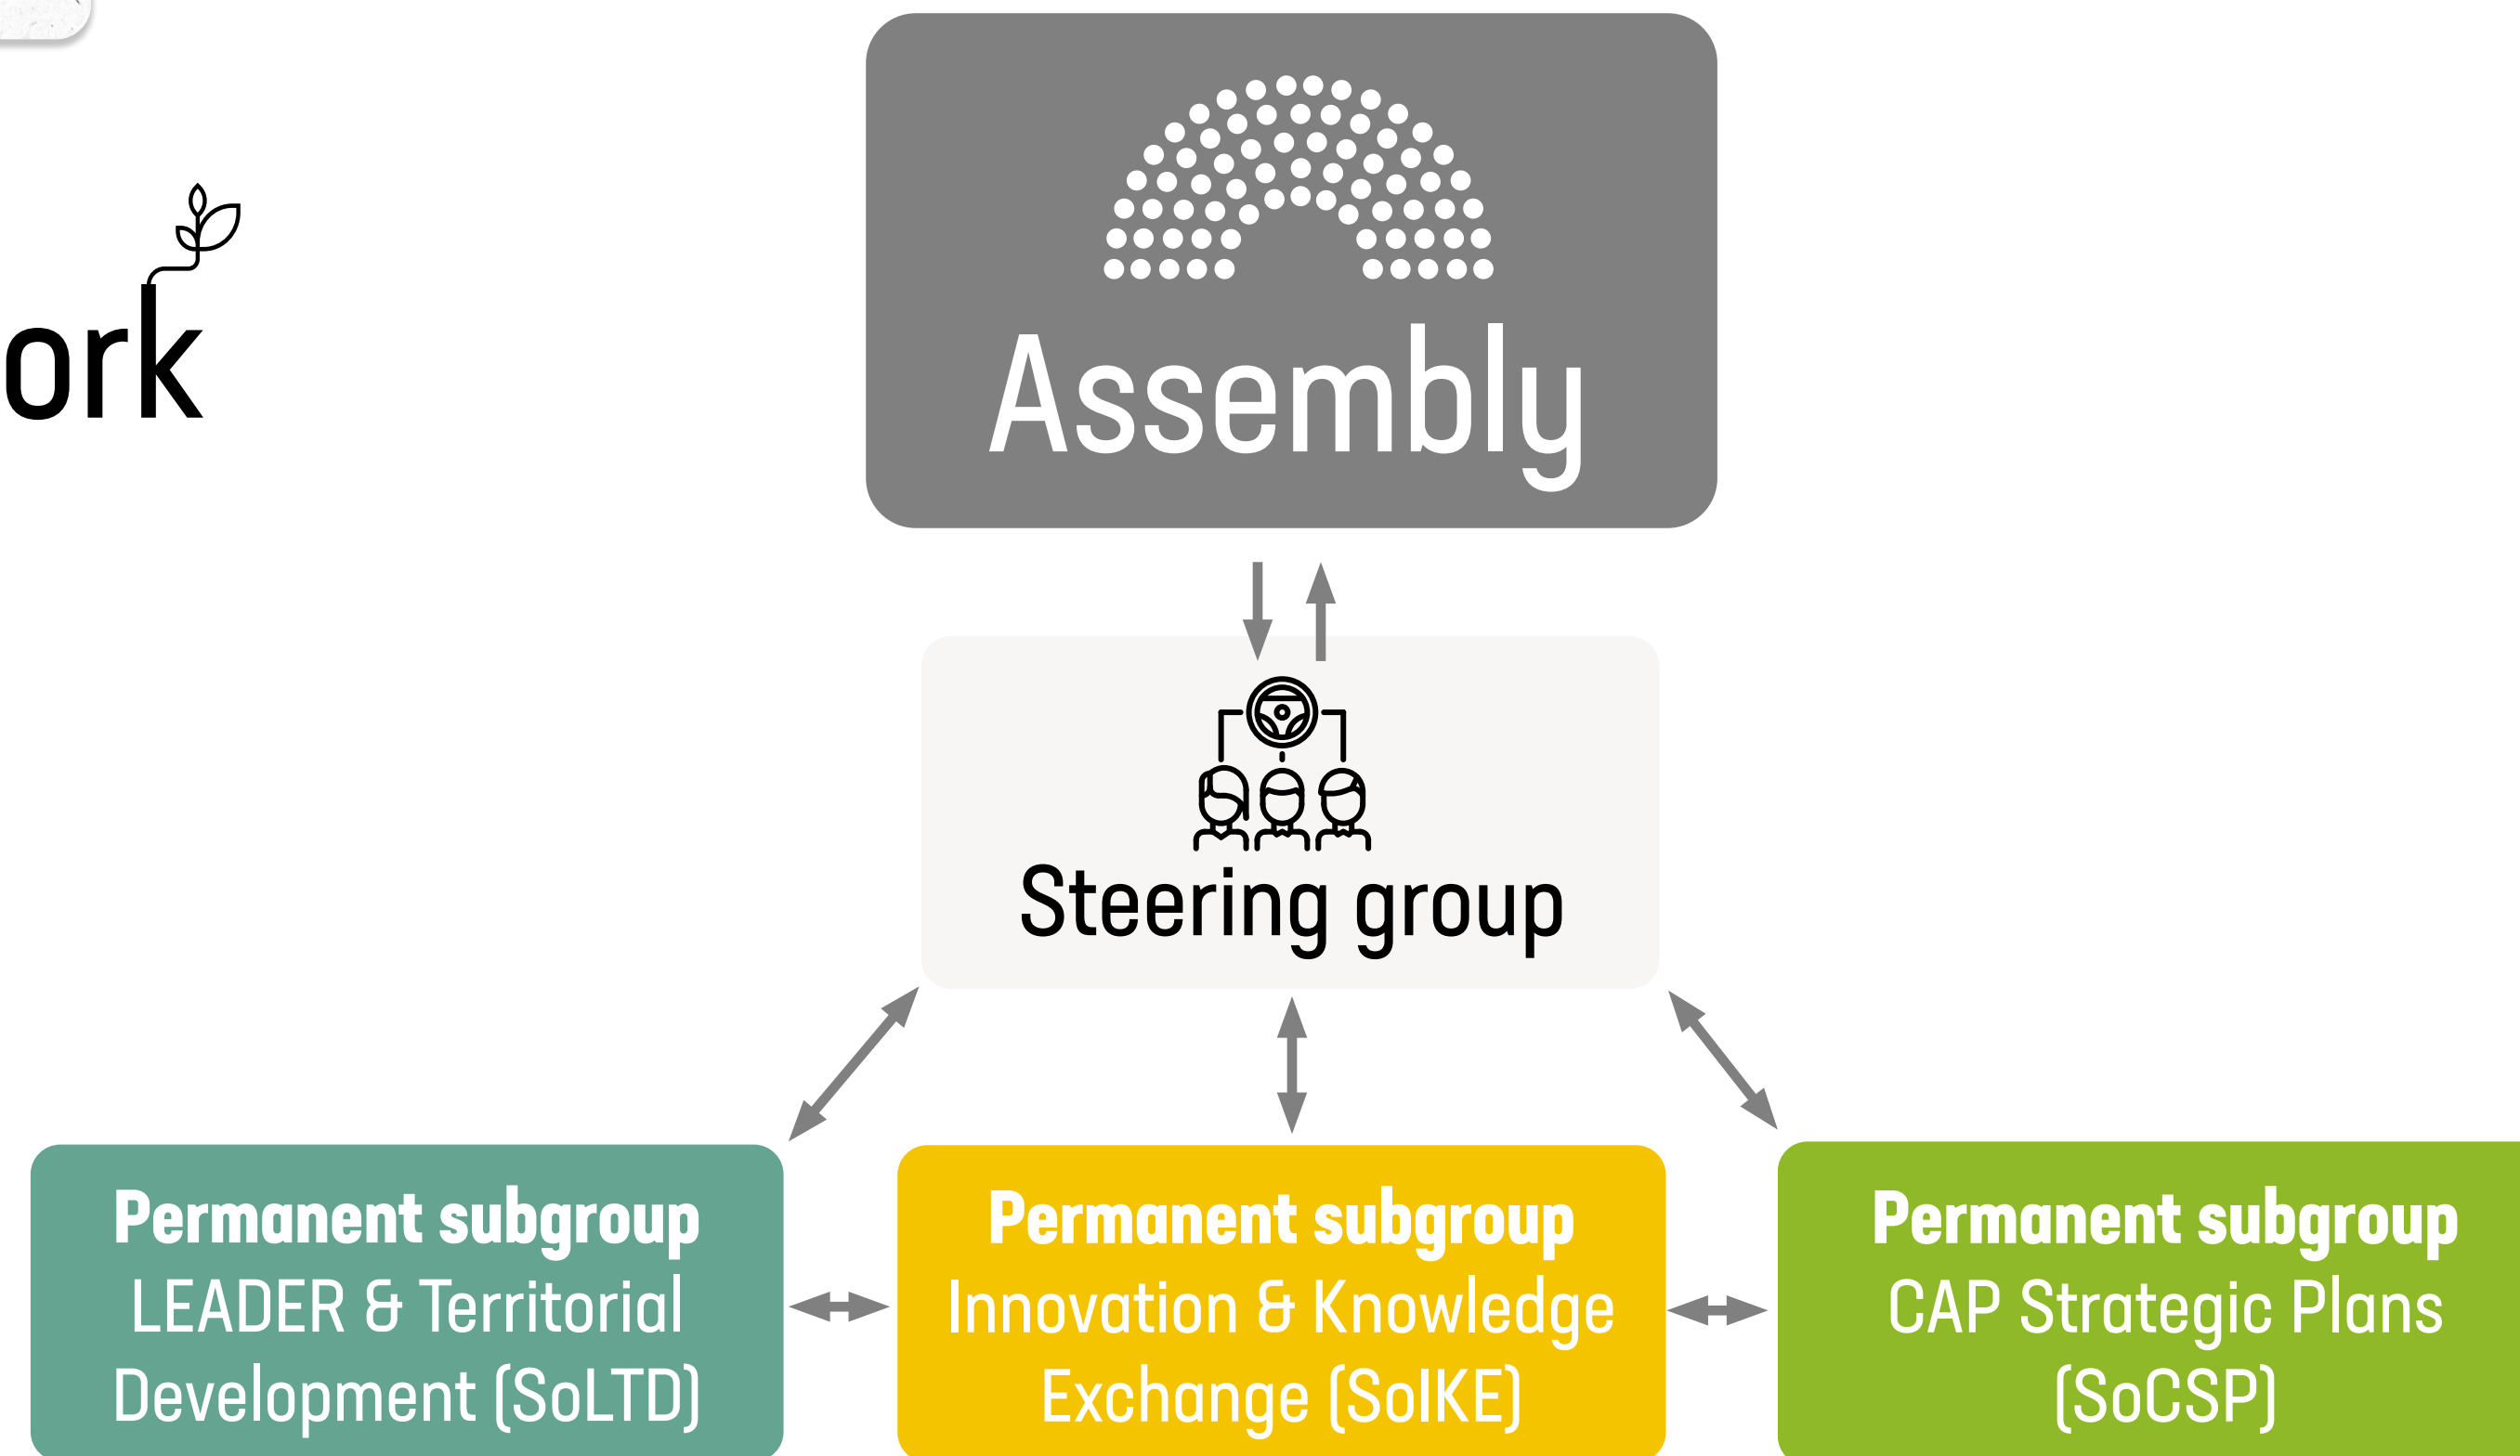 ork
Assembly
Steering group
Permanent subgroup
LEADER & Territorial
Development (SoLTD)
Permanent subgroup
Innovation & Knowledge
Exchange (SoIKE)
Permanent subgroup
CAP Strategic Plans
(SoCSP)